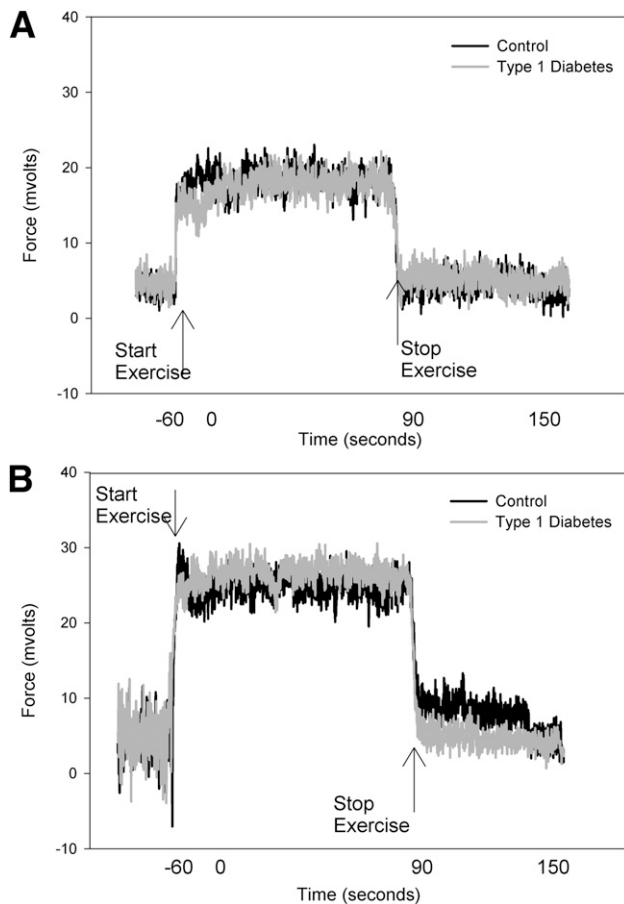 A
40
30
20
10
0
-10
Force (mvolts)
Control
Type 1 Diabetes
Start
Exercise
Stop
Exercise
-60 0 90 150
Time (seconds)
B
40
30
20
10
0
-10
Force (mvolts)
Start
Exercise
Control
Type 1 Diabetes
Stop
Exercise
-60 0 90 150
Time (seconds)